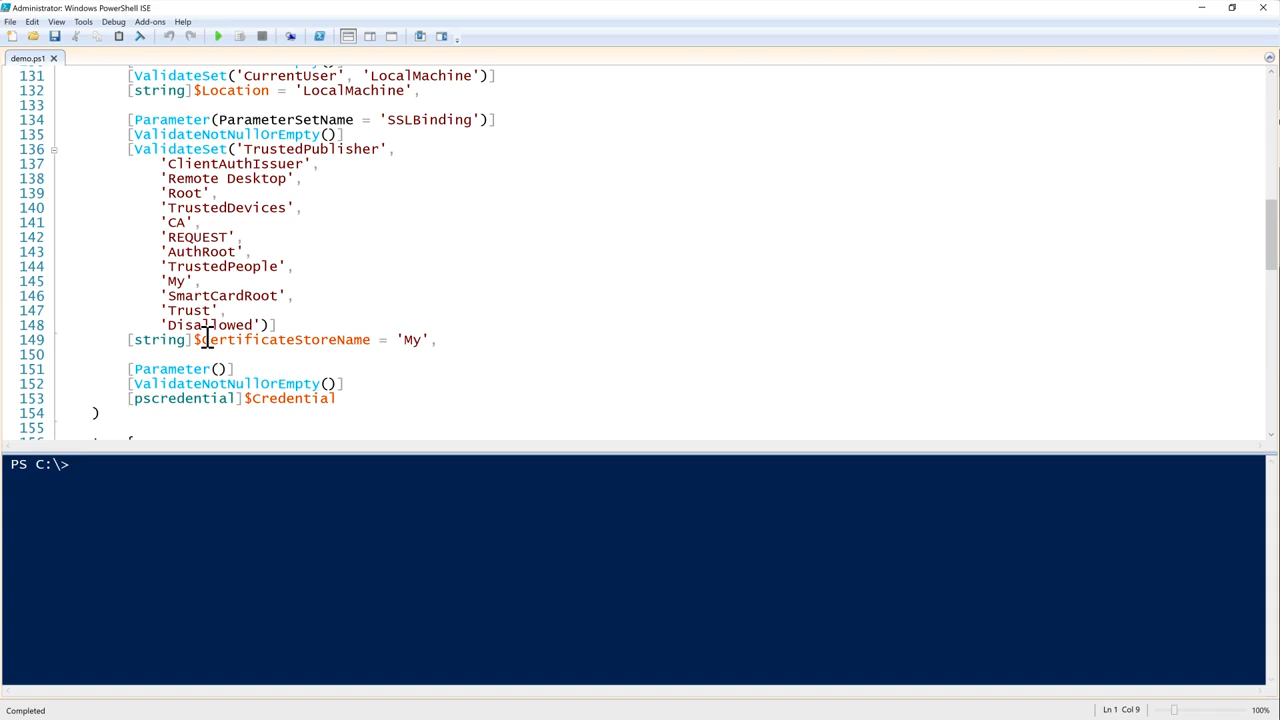 Administrator: Windows PowerShell ISE
File Edit View Tools Debug Add-ons Help
demo.ps1
131 [ValidateSet('CurrentUser', 'LocalMachine')]
132 [string]$Location = 'LocalMachine',
133
134 [Parameter(ParameterSetName = 'SSLBinding')]
135 [ValidateNotNullOrEmpty()]
136 [ValidateSet('TrustedPublisher',
137 'ClientAuthIssuer',
138 'Remote Desktop',
139 'Root',
140 'TrustedDevices',
141 'CA',
142 'REQUEST',
143 'AuthRoot',
144 'TrustedPeople',
145 'My',
146 'SmartCardRoot',
147 'Trust',
148 'Disallowed')]
149 [string]$CertificateStoreName = 'My',
150
151 [Parameter()]
152 [ValidateNotNullOrEmpty()]
153 [pscredential]$Credential
154 )
155
PS C:\>
Completed
Ln 1 Col 9
100%